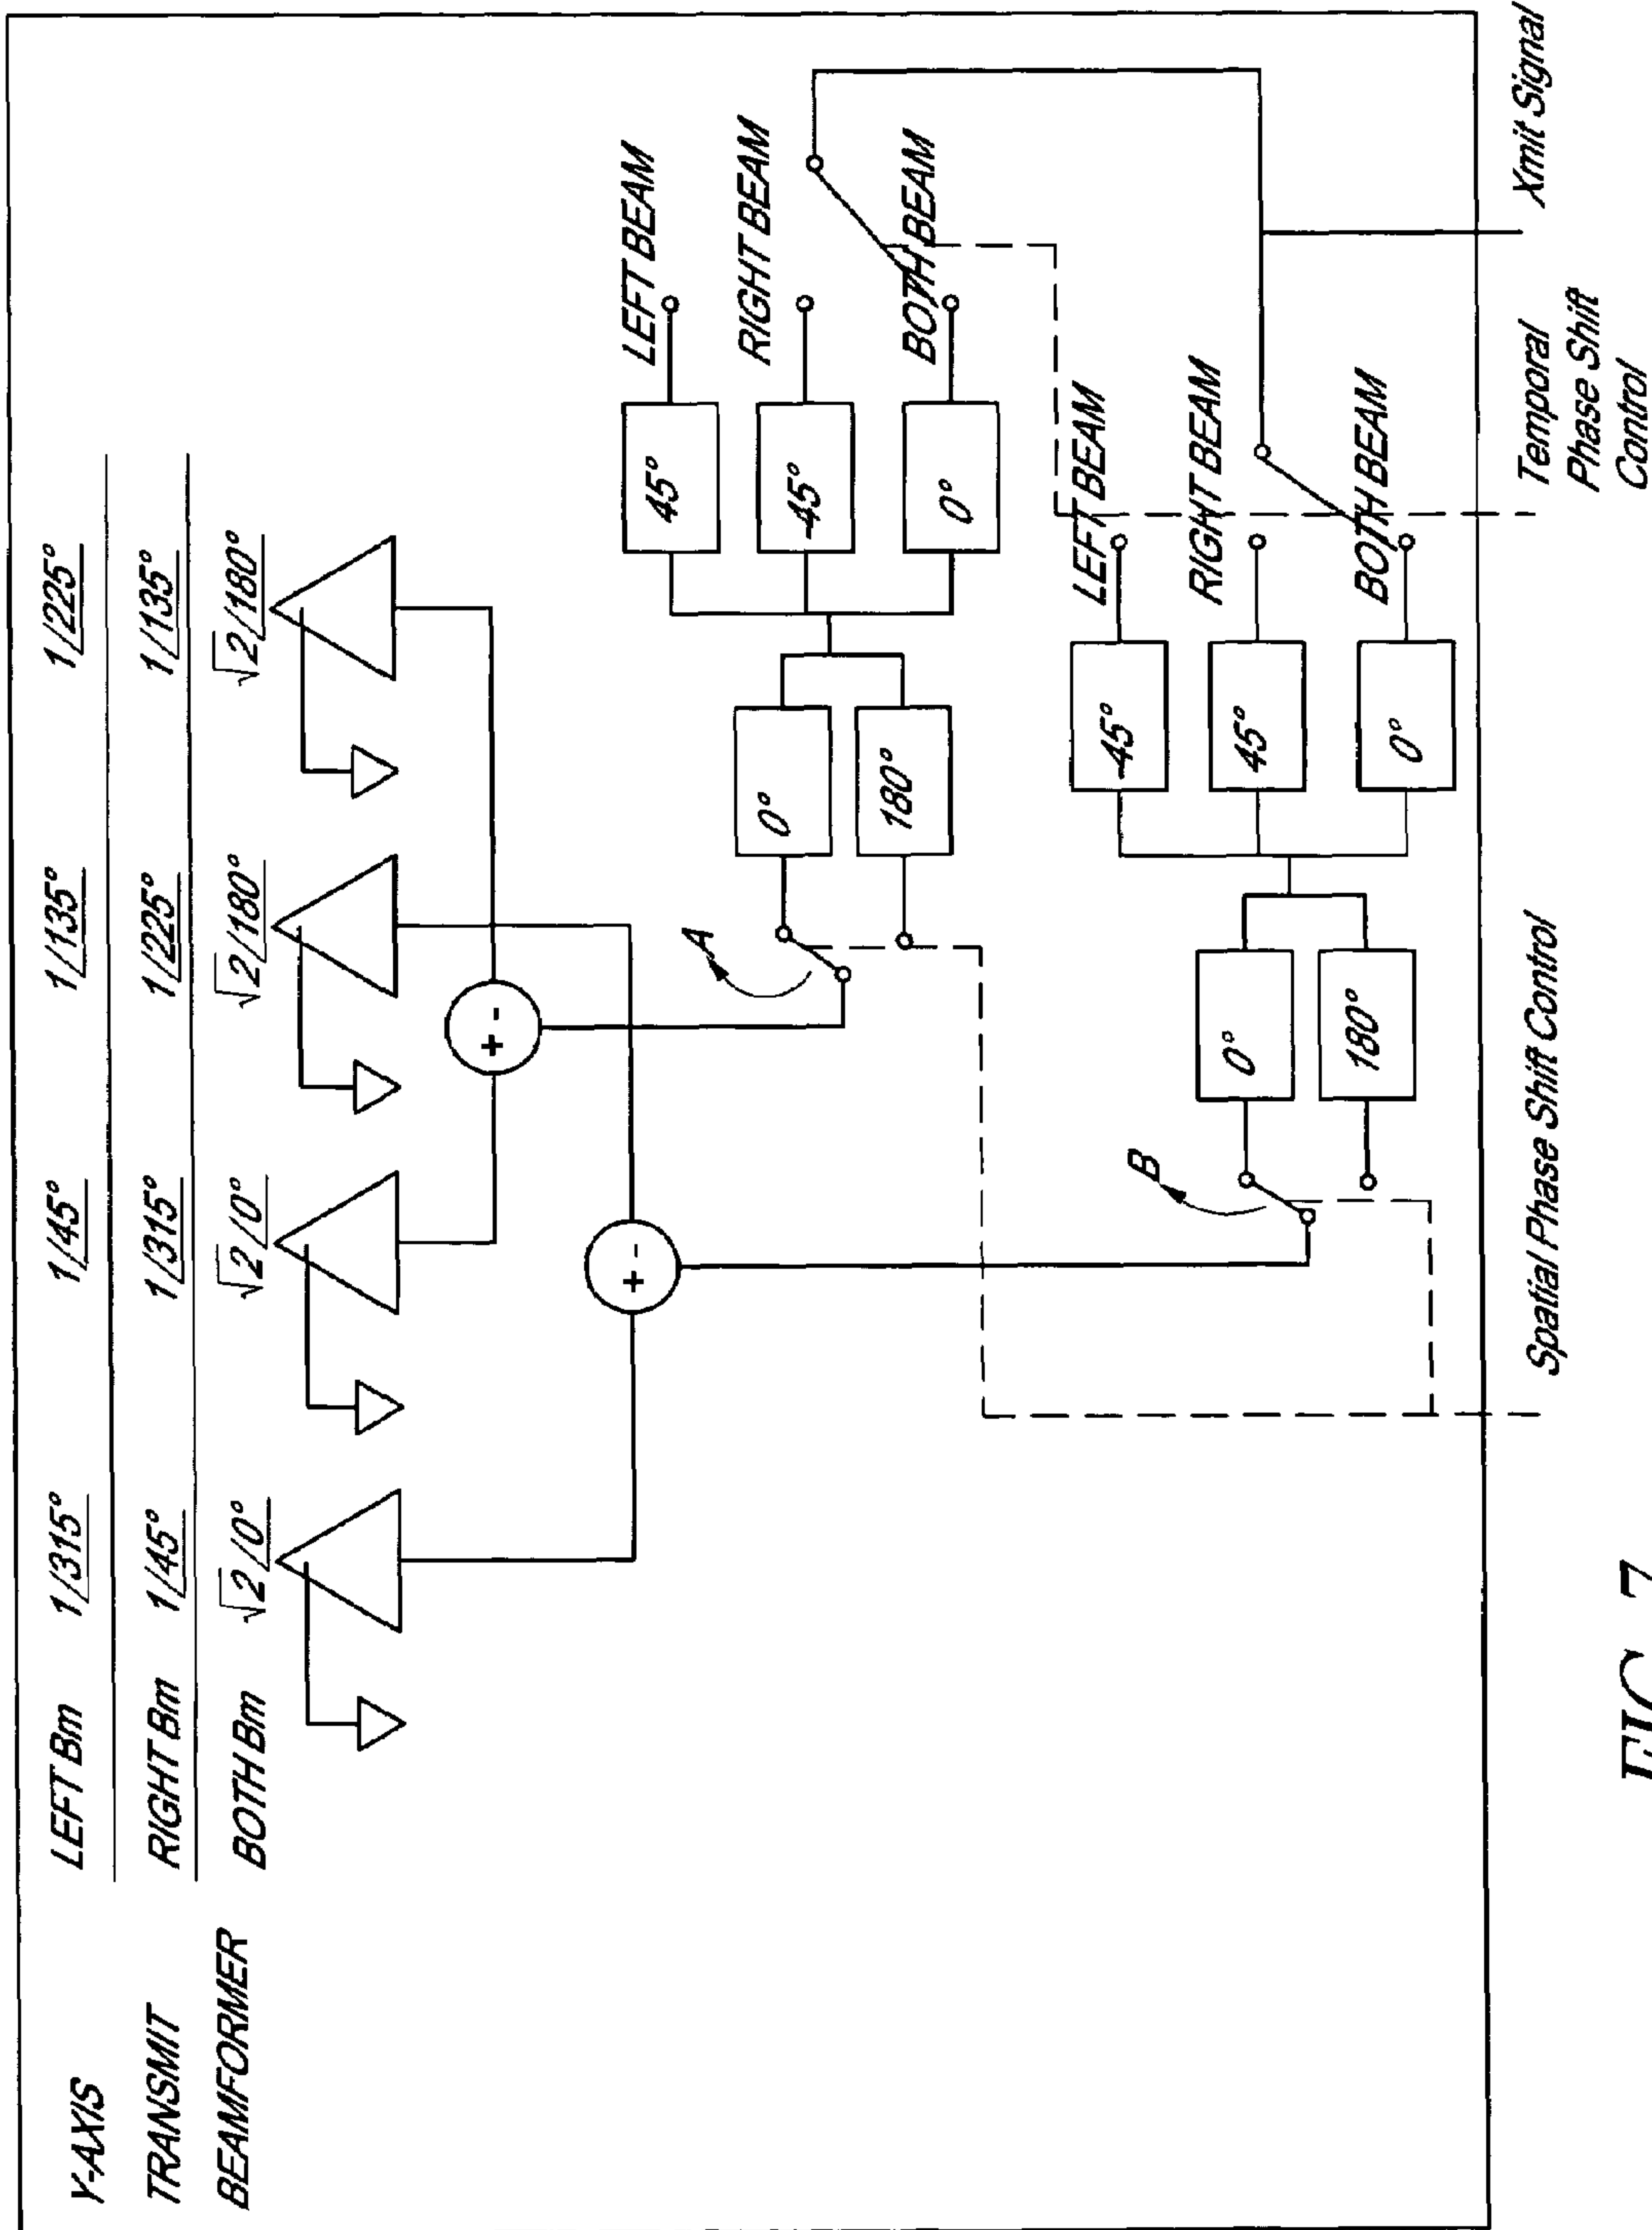 Y-AXIS LEFT Bm 1/315° 1/45° 1/135° 1/225°
TRANSMIT RIGHT Bm 1/45° 1/315° 1/225° 1/135°
BEAMFORMER BOTH Bm √2/0° √2/0° √2/180° √2/180°
+ -
+ -
A
0°
180°
45°
-45°
0°
LEFT BEAM
RIGHT BEAM
BOTH BEAM
B
0°
180°
-45°
45°
0°
LEFT BEAM
RIGHT BEAM
BOTH BEAM
Spatial Phase Shift Control
Temporal
Phase Shift
Control
Xmit Signal
FIG. 7